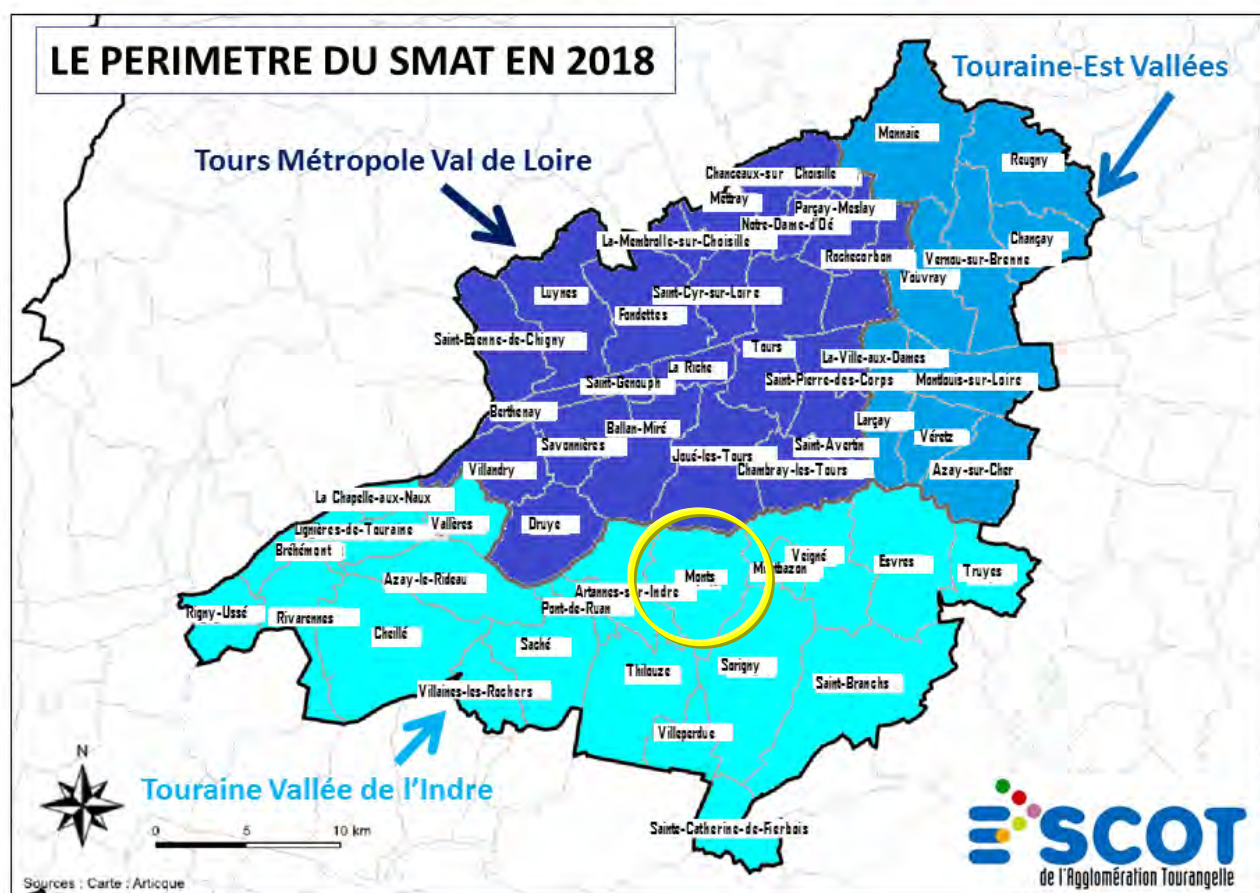 LE PERIMETRE DU SMAT EN 2018
Touraine-Est Vallées
Tours Métropole Val de Loire
Monnaie
Reugny
Chanceaux-sur Choisille
Mettray
Parçay-Meslay
Notre-Dame-d'Oé
La-Membrolle-sur-Choisille
Chançay
Rochecorbon
Vernou-sur-Brenne
Vouvray
Luynes
Saint-Cyr-sur-Loire
Fondettes
Saint-Etienne-de-Chigny
Tours
La-Ville-aux-Dames
La Riche
Saint-Genouph
Saint-Pierre-des-Corps
Montlouis-sur-Loire
Berthenay
Larçay
Ballan-Miré
Véretz
Savonnières
Saint-Avertin
Joué-les-Tours
Villandry
Chambray-les-Tours
Azay-sur-Cher
La Chapelle-aux-Naux
Vallères
Druye
Lignières-de-Touraine
Bréhémont
Veigné
Esvres
Montbazon
Truyes
Monts
Azay-le-Rideau
Artannes-sur-Indre
Pont-de-Ruan
Rigny-Ussé
Rivarennes
Cheillé
Saché
Thilouze
Sorigny
Saint-Branchs
Villaines-les-Rochers
Villeperdue
N
Touraine Vallée de l'Indre
0 5 10 km
Sainte-Catherine-de-Fierbois
SCOT
de l'Agglomération Tourangelle
Sources : Carte : Articque